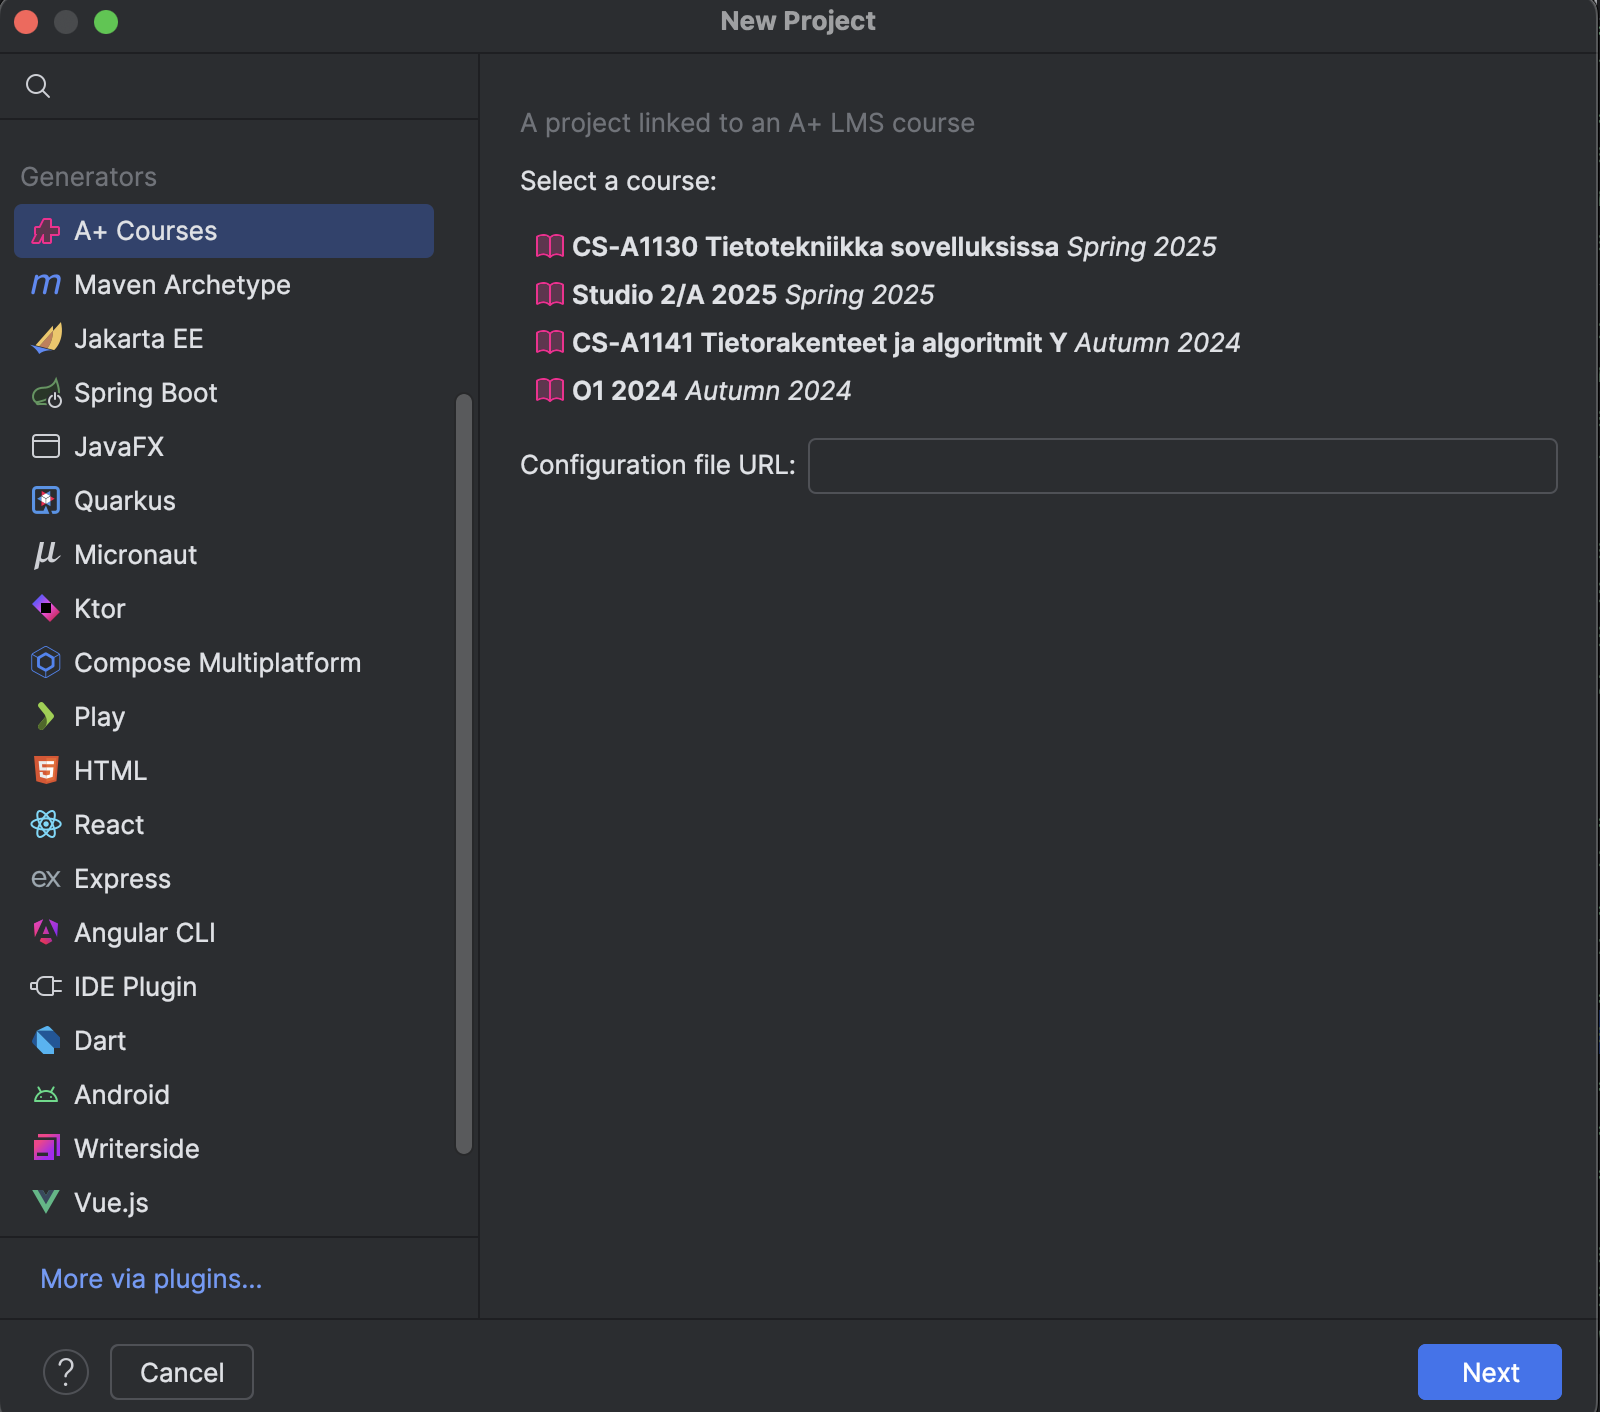 New Project
Generators
A+ Courses
Maven Archetype
Jakarta EE
Spring Boot
JavaFX
Quarkus
Micronaut
Ktor
Compose Multiplatform
Play
HTML
React
ex Express
Angular CLI
IDE Plugin
Dart
Android
Writerside
Vue.js
More via plugins...
A project linked to an A+ LMS course
Select a course:
CS-A1130 Tietotekniikka sovelluksissa Spring 2025
Studio 2/A 2025 Spring 2025
CS-A1141 Tietorakenteet ja algoritmit Y Autumn 2024
O1 2024 Autumn 2024
Configuration file URL:
? Cancel
Next